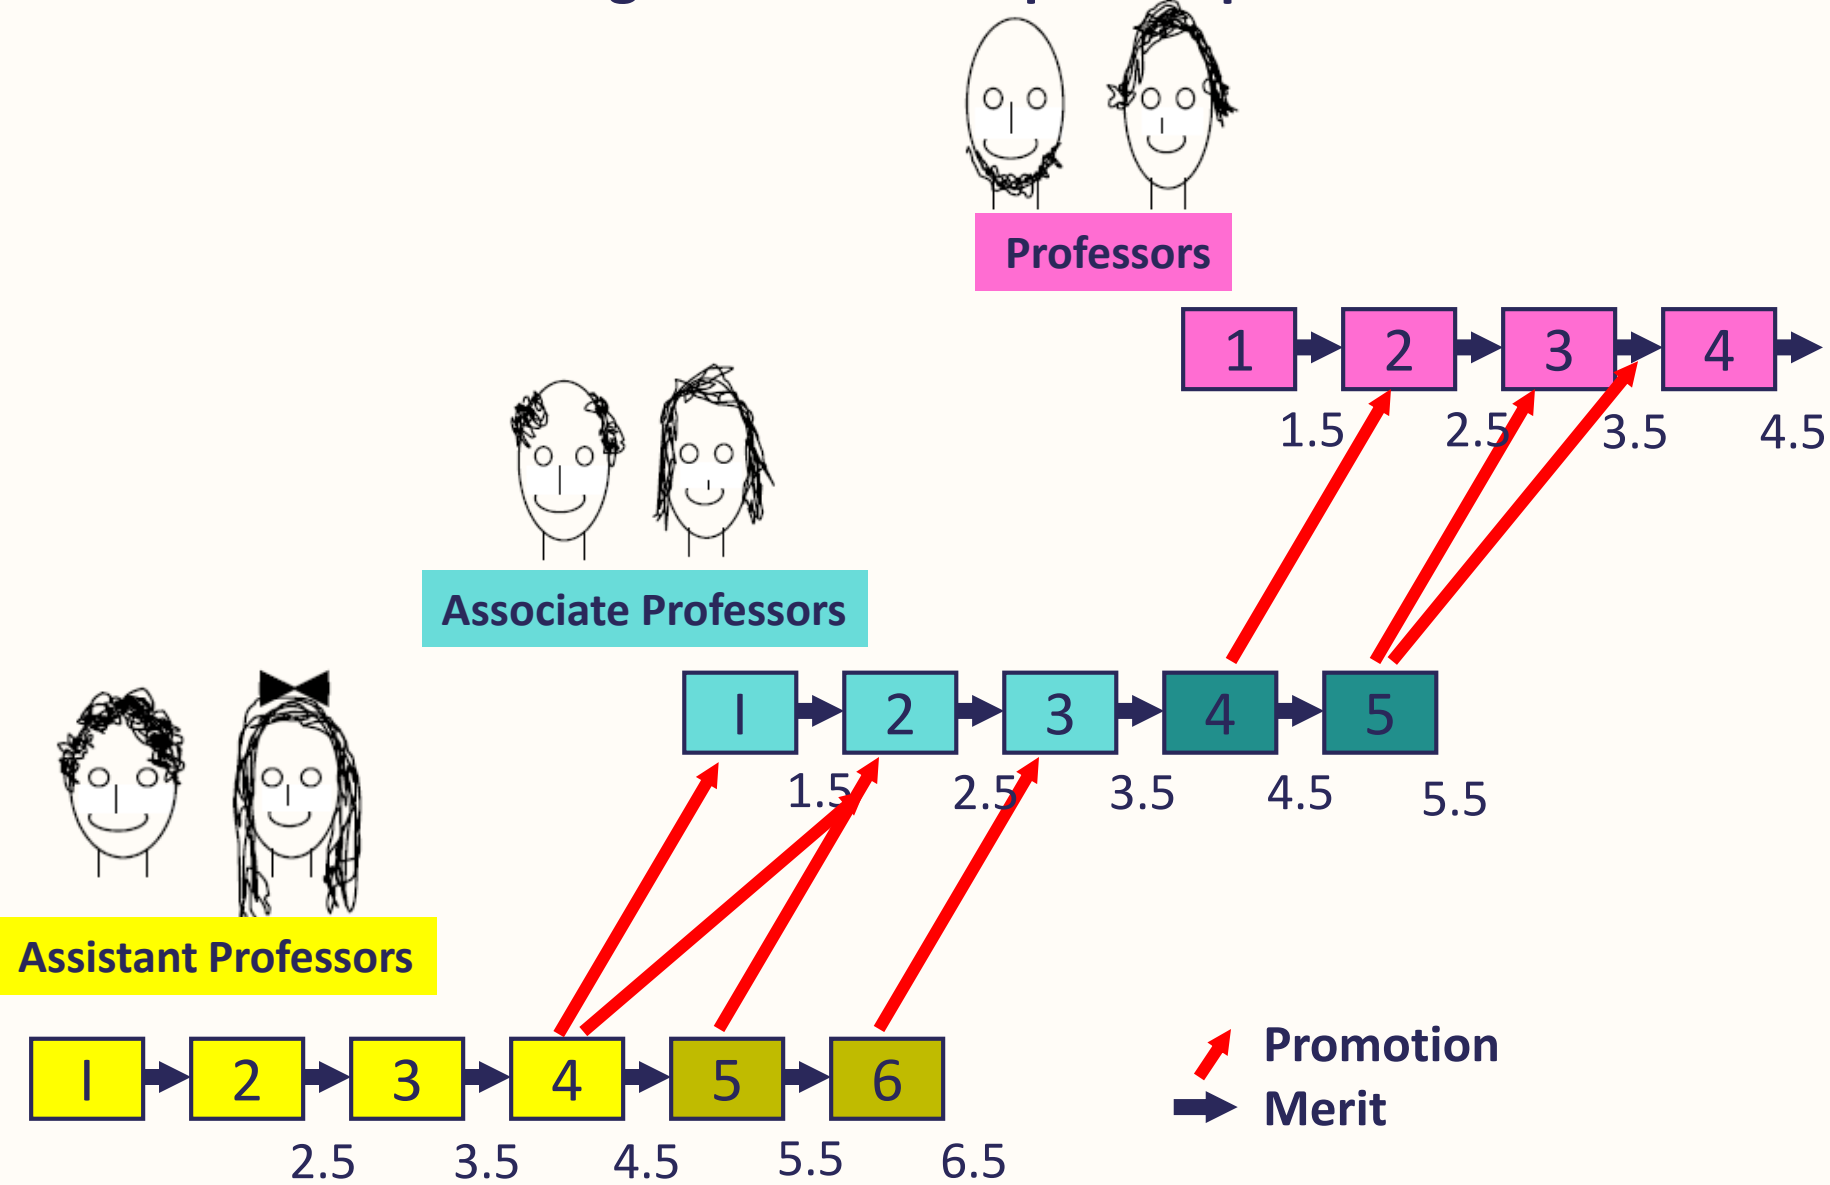 Professors
1 2 3 4
1.5 2.5 3.5 4.5
Associate Professors
I 2 3 4 5
1.5 2.5 3.5 4.5 5.5
Assistant Professors
I 2 3 4 5 6
2.5 3.5 4.5 5.5 6.5
Promotion
Merit